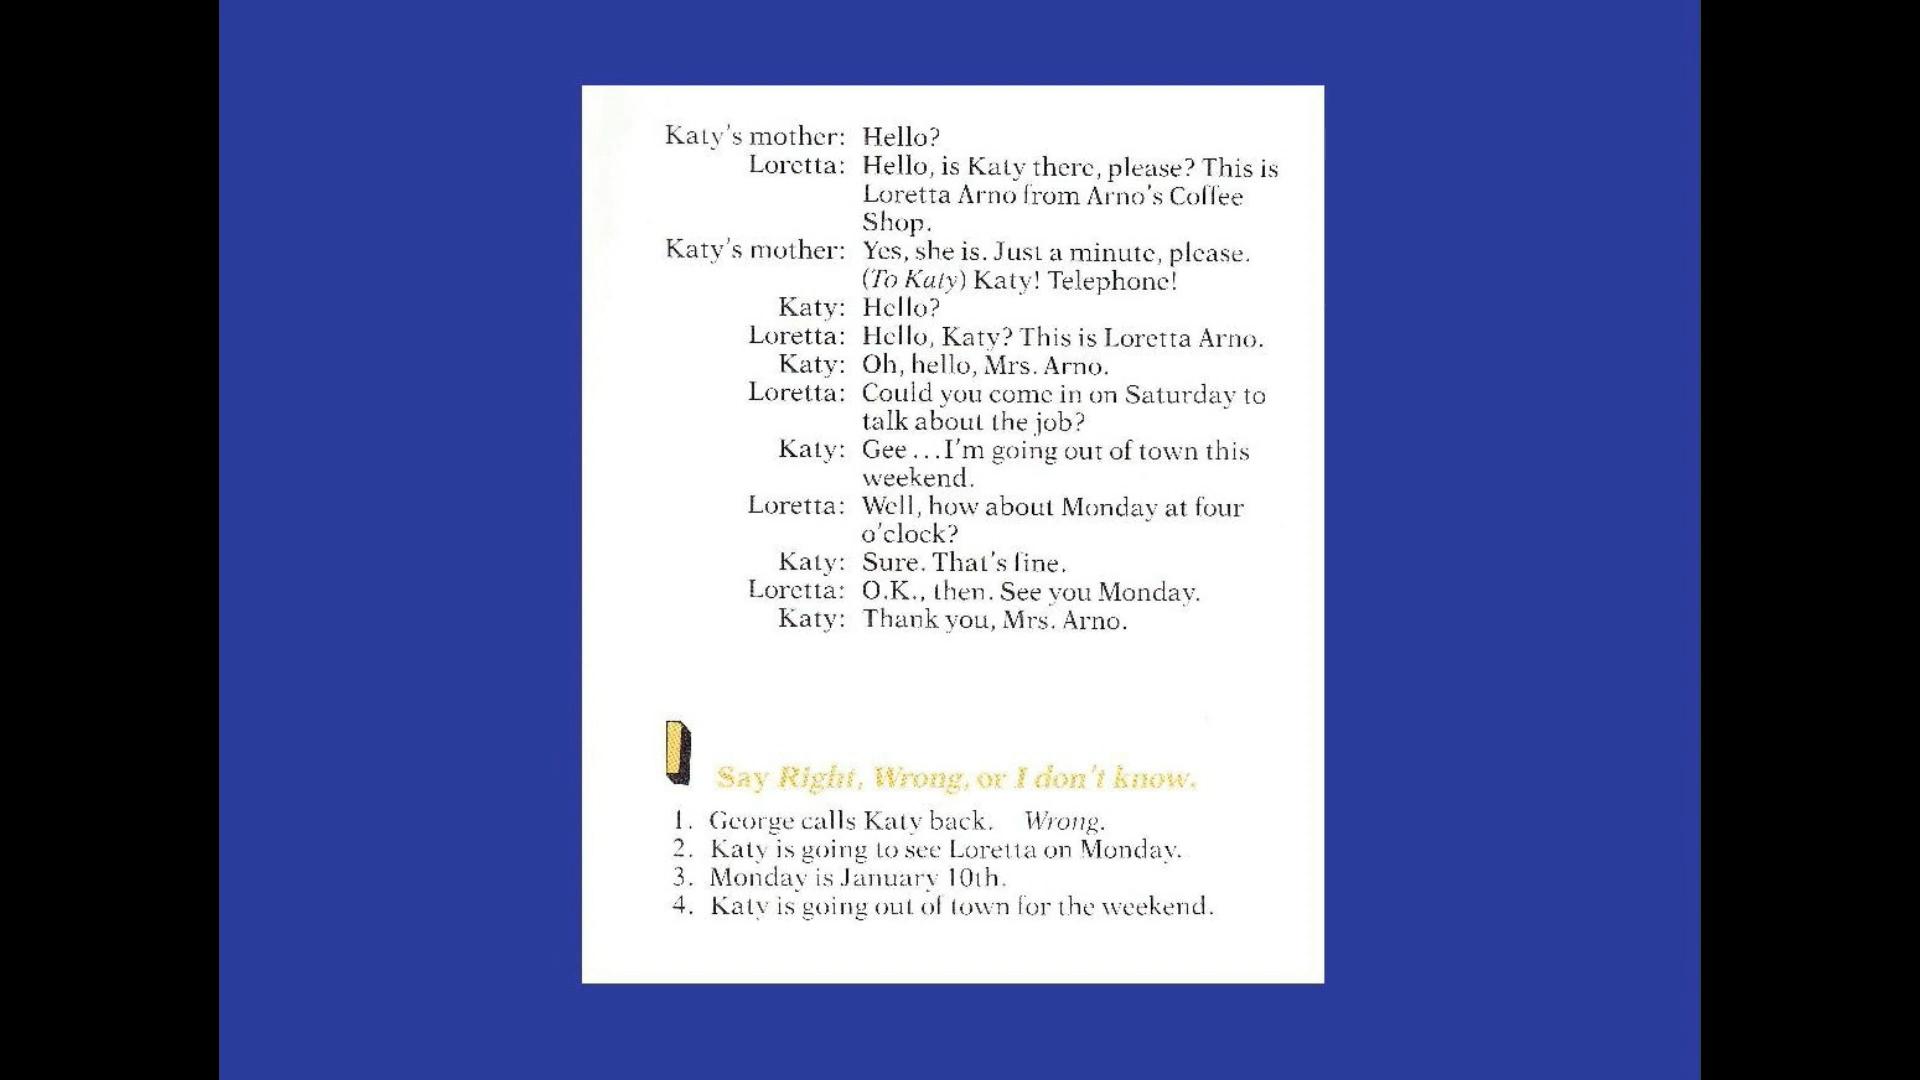 Katy's mother: Hello?
Loretta: Hello, is Katy there, please? This is
Loretta Arno from Arno's Coffee
Shop.
Katy's mother: Yes, she is. Just a minute, please.
(To Katy) Katy! Telephone!
Katy: Hello?
Loretta: Hello, Katy? This is Loretta Arno.
Katy: Oh, hello, Mrs. Arno.
Loretta: Could you come in on Saturday to
talk about the job?
Katy: Gee ... I'm going out of town this
weekend.
Loretta: Well, how about Monday at four
o'clock?
Katy: Sure. That's fine.
Loretta: O.K., then. See you Monday.
Katy: Thank you, Mrs. Arno.
Say Right, Wrong, or I don't know.
1. George calls Katy back. Wrong.
2. Katy is going to see Loretta on Monday.
3. Monday is January 10th.
4. Katy is going out of town for the weekend.